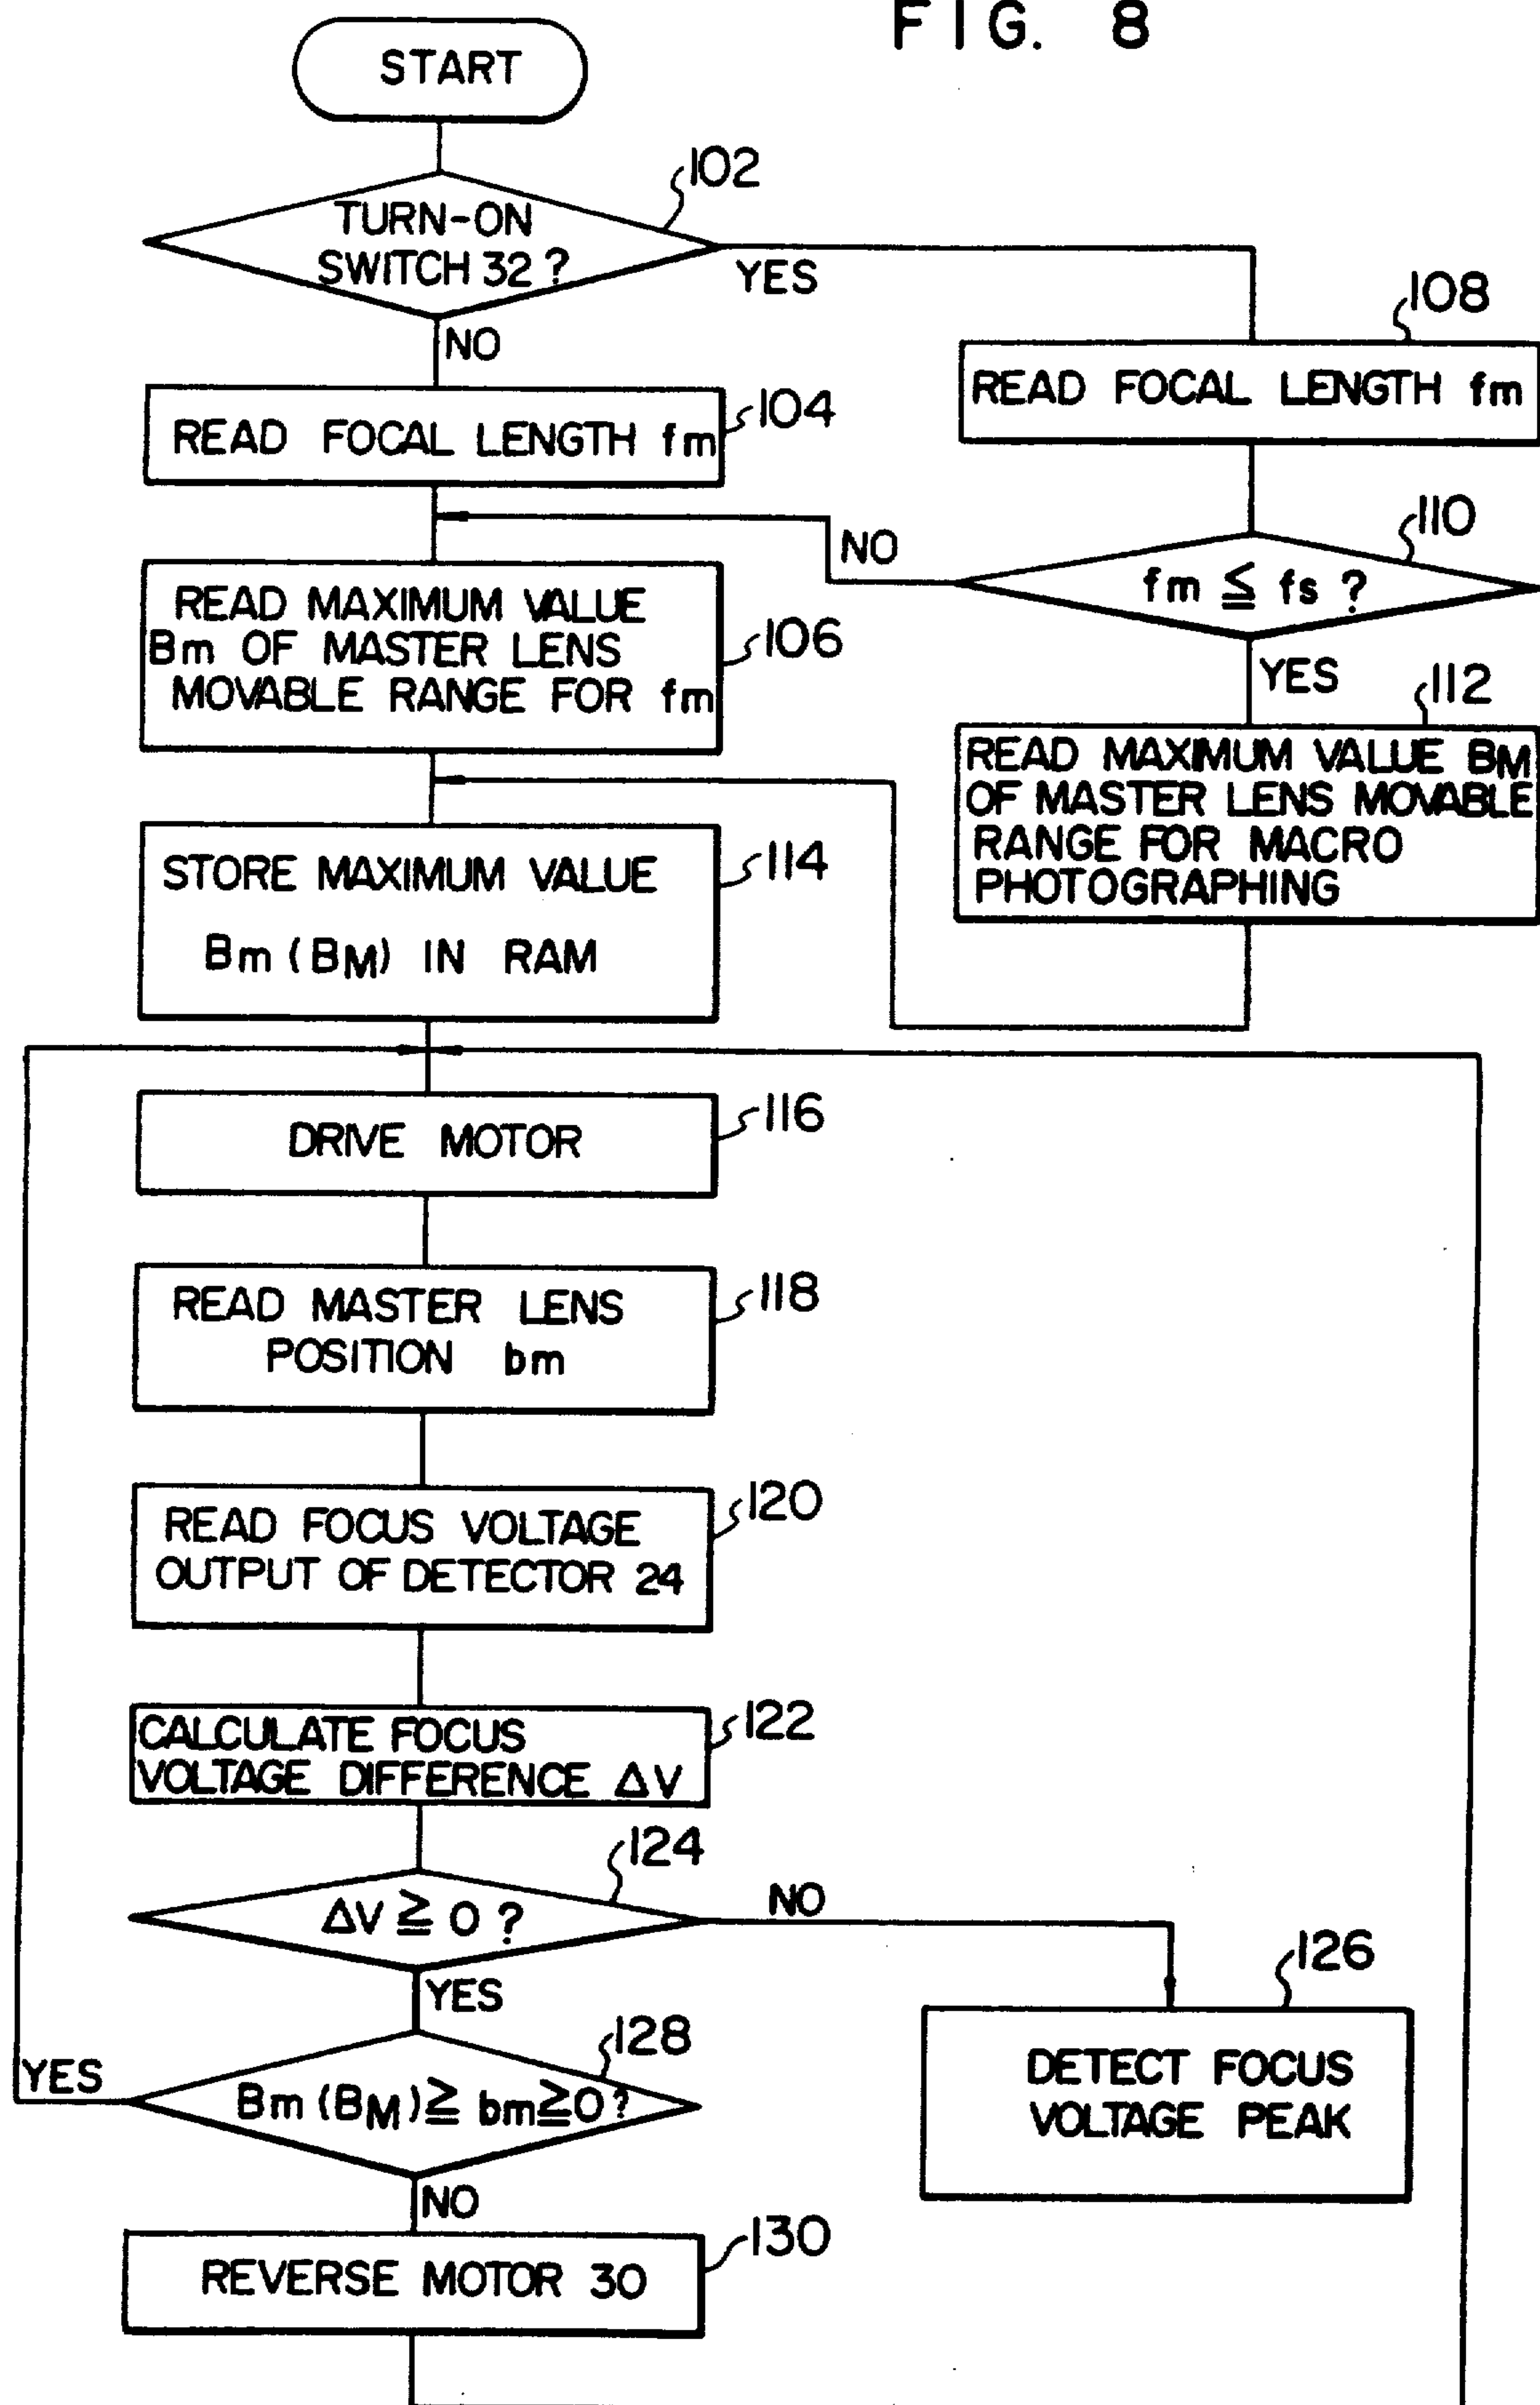 FIG. 8
START
102
TURN-ON
SWITCH 32 ?
YES
NO
108
READ FOCAL LENGTH fm
104
READ FOCAL LENGTH fm
110
fm ≦ fs ?
NO
YES
106
READ MAXIMUM VALUE
Bm OF MASTER LENS
MOVABLE RANGE FOR fm
112
READ MAXIMUM VALUE BM
OF MASTER LENS MOVABLE
RANGE FOR MACRO
PHOTOGRAPHING
114
STORE MAXIMUM VALUE
Bm (BM) IN RAM
116
DRIVE MOTOR
118
READ MASTER LENS
POSITION bm
120
READ FOCUS VOLTAGE
OUTPUT OF DETECTOR 24
122
CALCULATE FOCUS
VOLTAGE DIFFERENCE ΔV
124
ΔV ≧ 0 ?
NO
YES
126
DETECT FOCUS
VOLTAGE PEAK
128
Bm (BM) ≧ bm ≧ 0 ?
YES
NO
130
REVERSE MOTOR 30